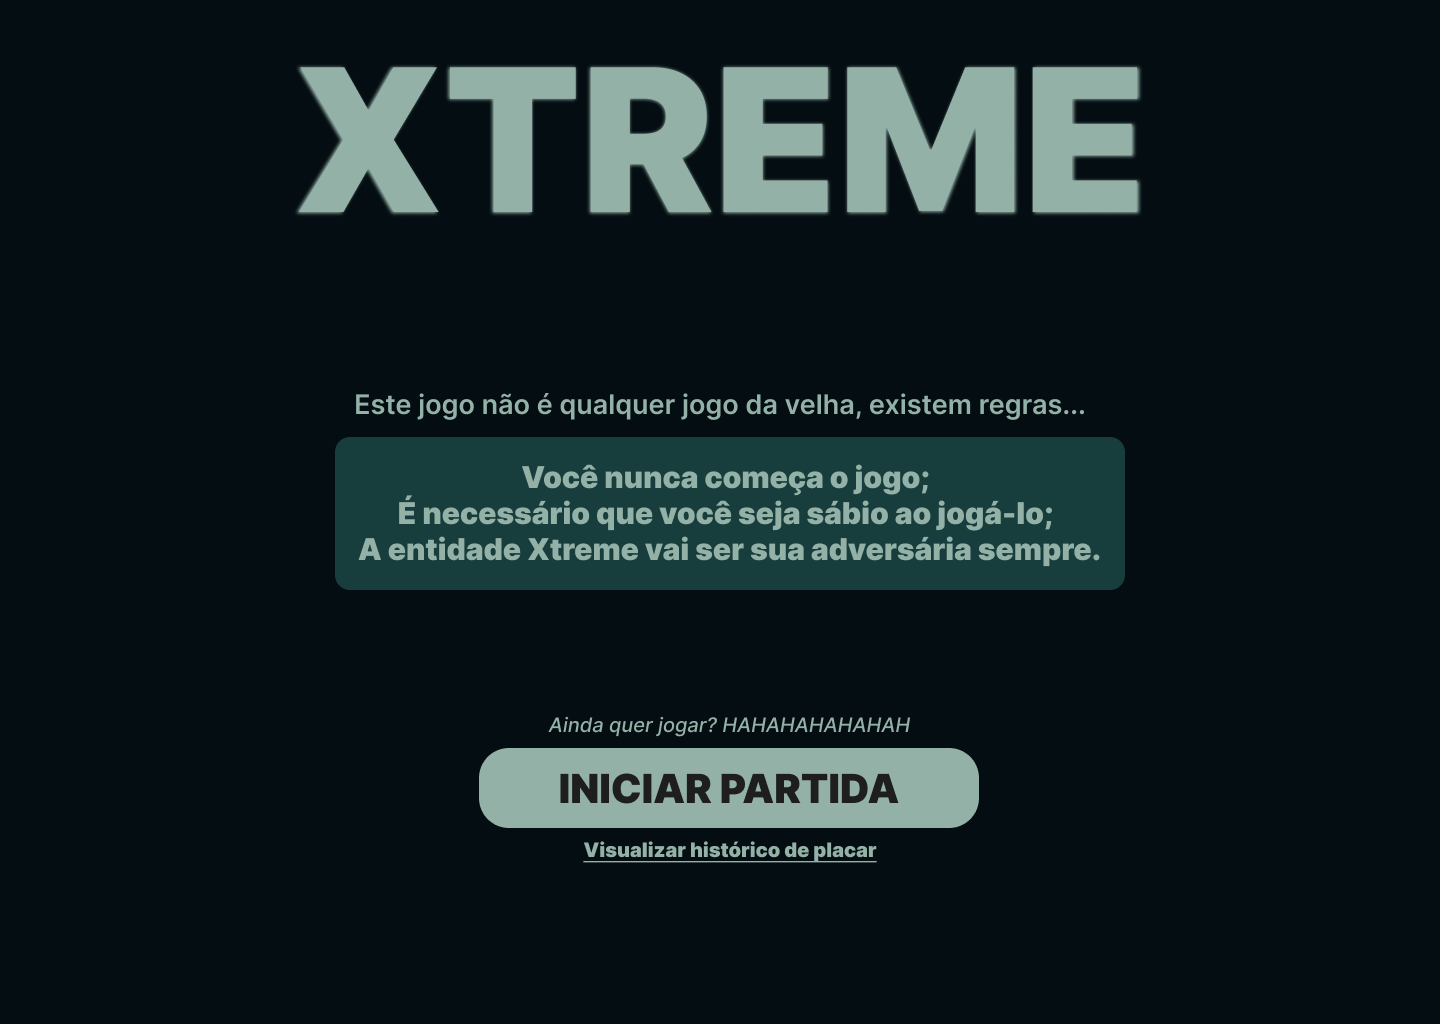 XTREME
Este jogo não é qualquer jogo da velha, existem regras...
Você nunca começa o jogo;
É necessário que você seja sábio ao jogá-lo;
A entidade Xtreme vai ser sua adversária sempre.
Ainda quer jogar? HAHAHAHAHAHAH
INICIAR PARTIDA
Visualizar histórico de placar